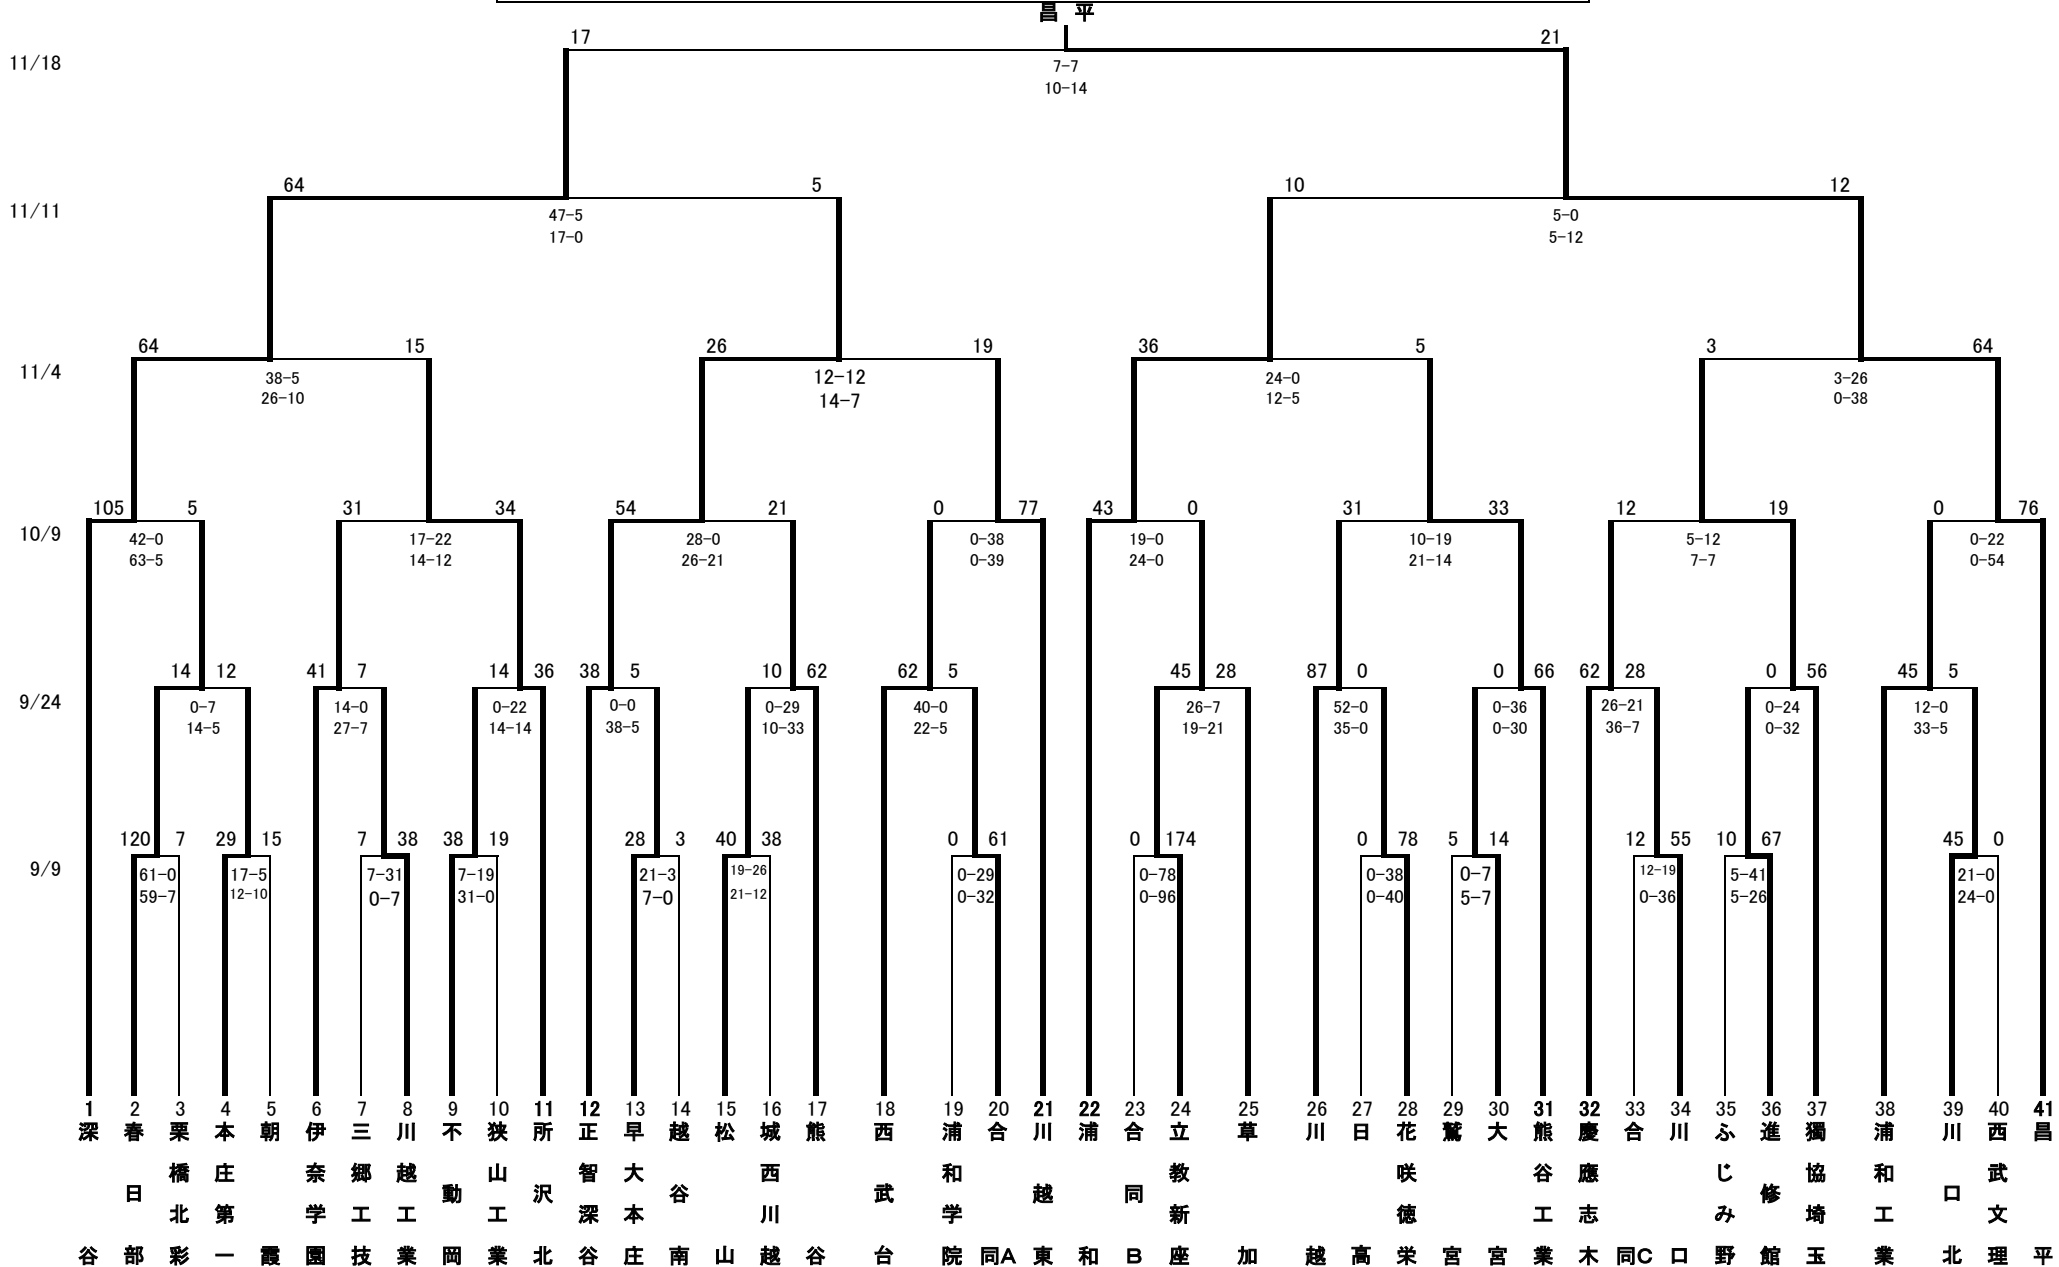 昌 平
17 21
11/18
7-7
10-14
64 5 10 12
11/11
47-5 5-0
17-0 5-12
64 15 26 19 36 5 3 64
11/4
38-5 12-12 24-0 3-26
26-10 14-7 12-5 0-38
105 5 31 34 54 21 0 77 43 0 31 33 12 19 0 76
10/9
42-0 17-22 28-0 0-38 19-0 10-19 5-12 0-22
63-5 14-12 26-21 0-39 24-0 21-14 7-7 0-54
14 12 41 7 14 36 38 5 10 62 62 5 45 28 87 0 0 66 62 28 0 56 45 5
9/24
0-7 14-0 0-22 0-0 0-29 40-0 26-7 52-0 0-36 26-21 0-24 12-0
14-5 27-7 14-14 38-5 10-33 22-5 19-21 35-0 0-30 36-7 0-32 33-5
120 7 29 15 7 38 38 19 28 3 40 38 0 61 0 174 0 78 5 14 12 55 10 67 45 0
9/9
61-0 17-5 7-31 7-19 21-3 19-26 0-29 0-78 0-38 0-7 12-19 5-41 21-0
59-7 12-10 0-7 31-0 7-0 21-12 0-32 0-96 0-40 5-7 0-36 5-26 24-0
1 2 3 4 5 6 7 8 9 10 11 12 13 14 15 16 17 18 19 20 21 22 23 24 25 26 27 28 29 30 31 32 33 34 35 36 37 38 39 40 41
深谷
春日部
栗橋北彩
本庄第一
朝霞
伊奈学園
三郷工技
川越工業
不動岡
狭山工業
所沢北
正智深谷
早大本庄
越谷南
松山
城西川越
熊谷
西武台
浦和学院
合同A
川越東
浦和
合同B
立教新座
草加
川越
日高
花咲徳栄
鷲宮
大宮
熊谷工業
慶應志木
合同C
川口
ふじみ野
進修館
獨協埼玉
浦和工業
川口北
西武文理
昌平